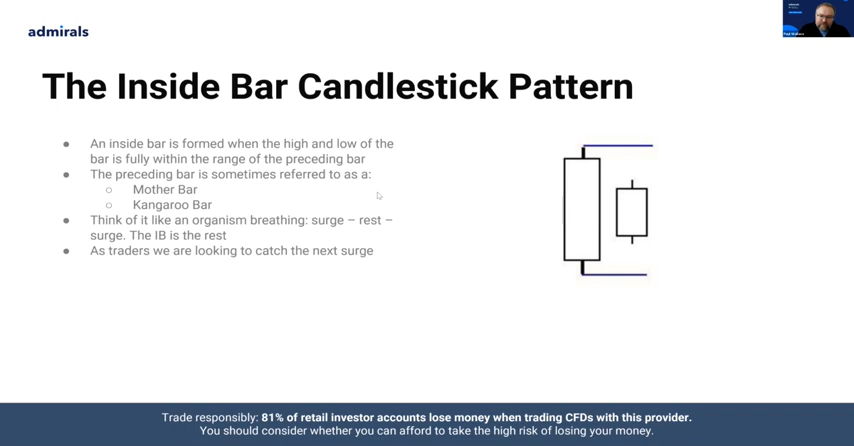 admirals
The Inside Bar Candlestick Pattern
● An inside bar is formed when the high and low of the
bar is fully within the range of the preceding bar
● The preceding bar is sometimes referred to as a:
○ Mother Bar
○ Kangaroo Bar
● Think of it like an organism breathing: surge – rest –
surge. The IB is the rest
● As traders we are looking to catch the next surge
Trade responsibly: 81% of retail investor accounts lose money when trading CFDs with this provider.
You should consider whether you can afford to take the high risk of losing your money.